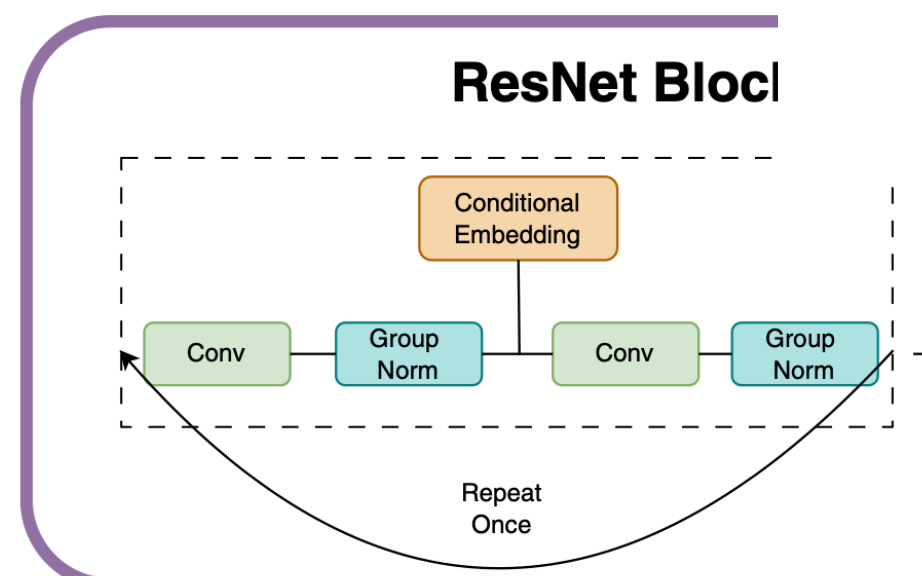 ResNet Bloc
Conditional
Embedding
Conv
Group
Norm
Conv
Group
Norm
Repeat
Once